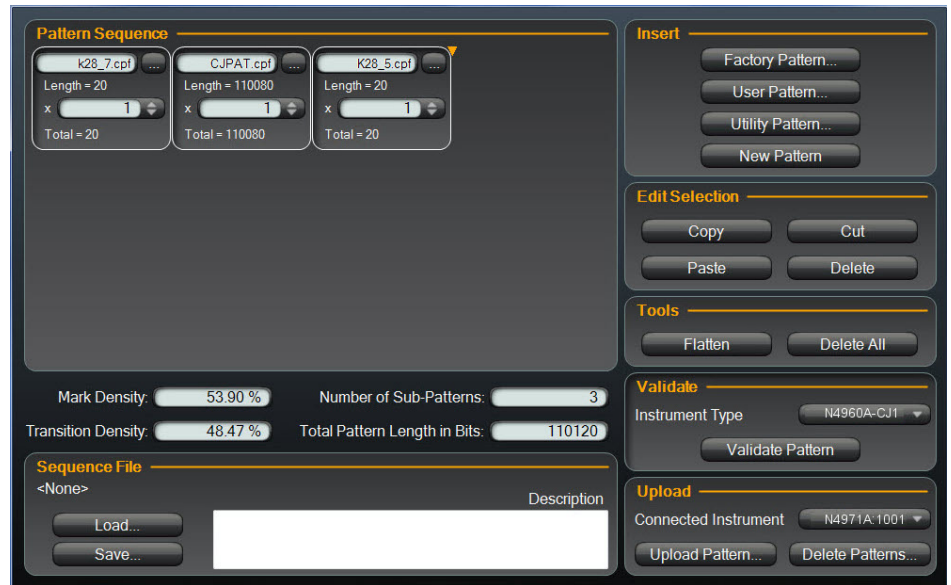 Pattern Sequence
k28_7.cpf ... CJPAT.cpf ... K28_5.cpf ...
Length = 20 Length = 110080 Length = 20
x 1 x 1 x 1
Total = 20 Total = 110080 Total = 20
Mark Density: 53.90 % Number of Sub-Patterns: 3
Transition Density: 48.47 % Total Pattern Length in Bits: 110120
Sequence File
<None>
Description
Load...
Save...
Insert
Factory Pattern...
User Pattern...
Utility Pattern...
New Pattern
Edit Selection
Copy Cut
Paste Delete
Tools
Flatten Delete All
Validate
Instrument Type N4960A-CJ1
Validate Pattern
Upload
Connected Instrument N4971A:1001
Upload Pattern... Delete Patterns...